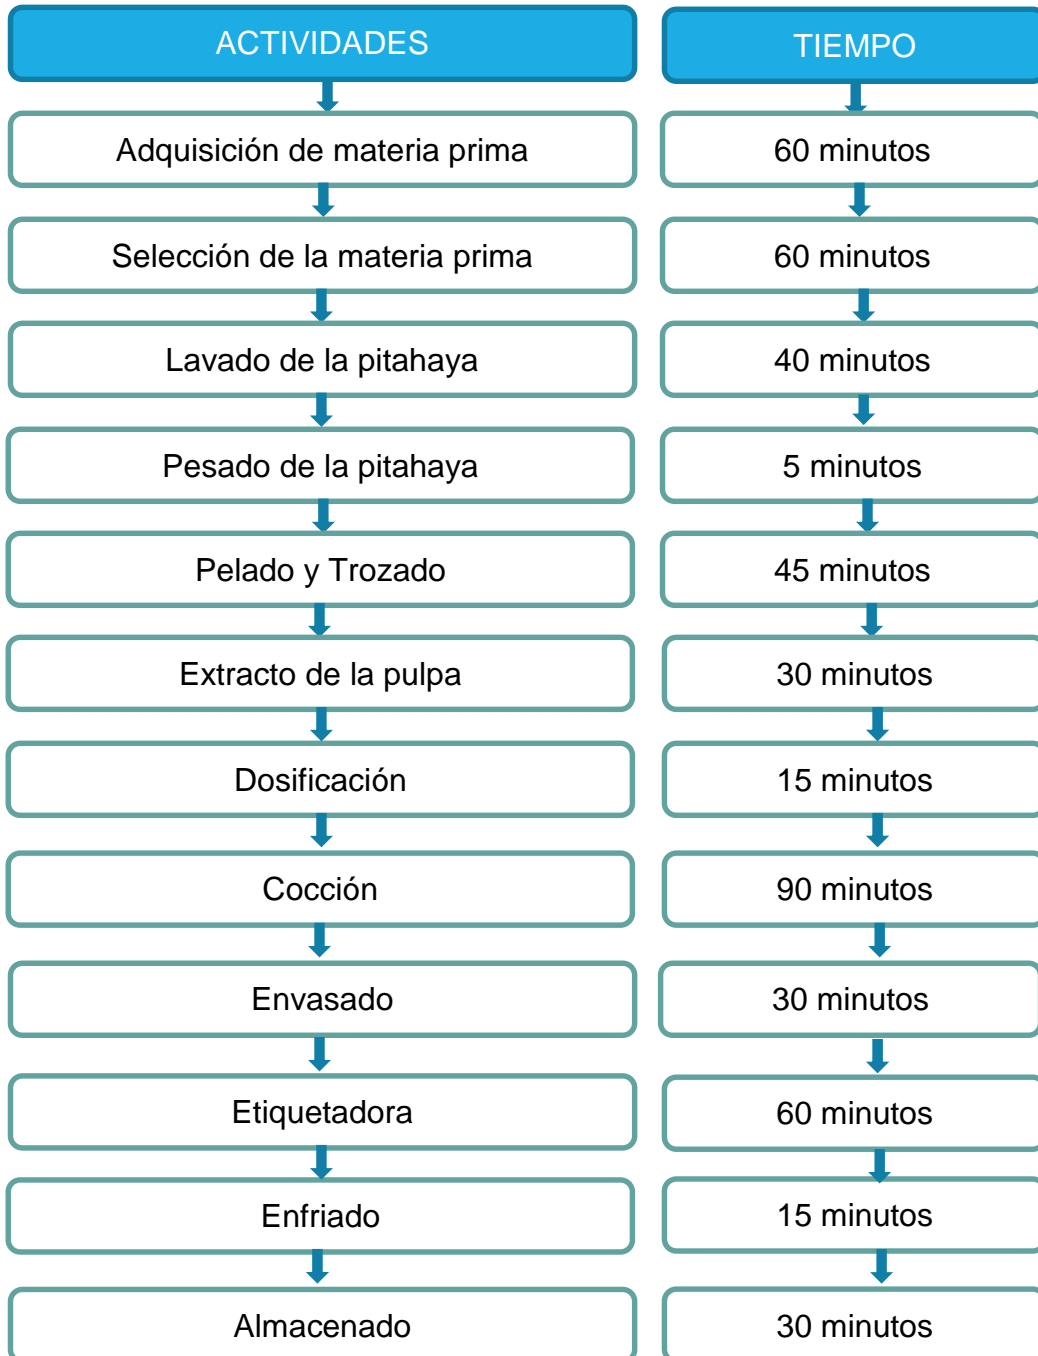 ACTIVIDADES
TIEMPO
Adquisición de materia prima
60 minutos
Selección de la materia prima
60 minutos
Lavado de la pitahaya
40 minutos
Pesado de la pitahaya
5 minutos
Pelado y Trozado
45 minutos
Extracto de la pulpa
30 minutos
Dosificación
15 minutos
Cocción
90 minutos
Envasado
30 minutos
Etiquetadora
60 minutos
Enfriado
15 minutos
Almacenado
30 minutos